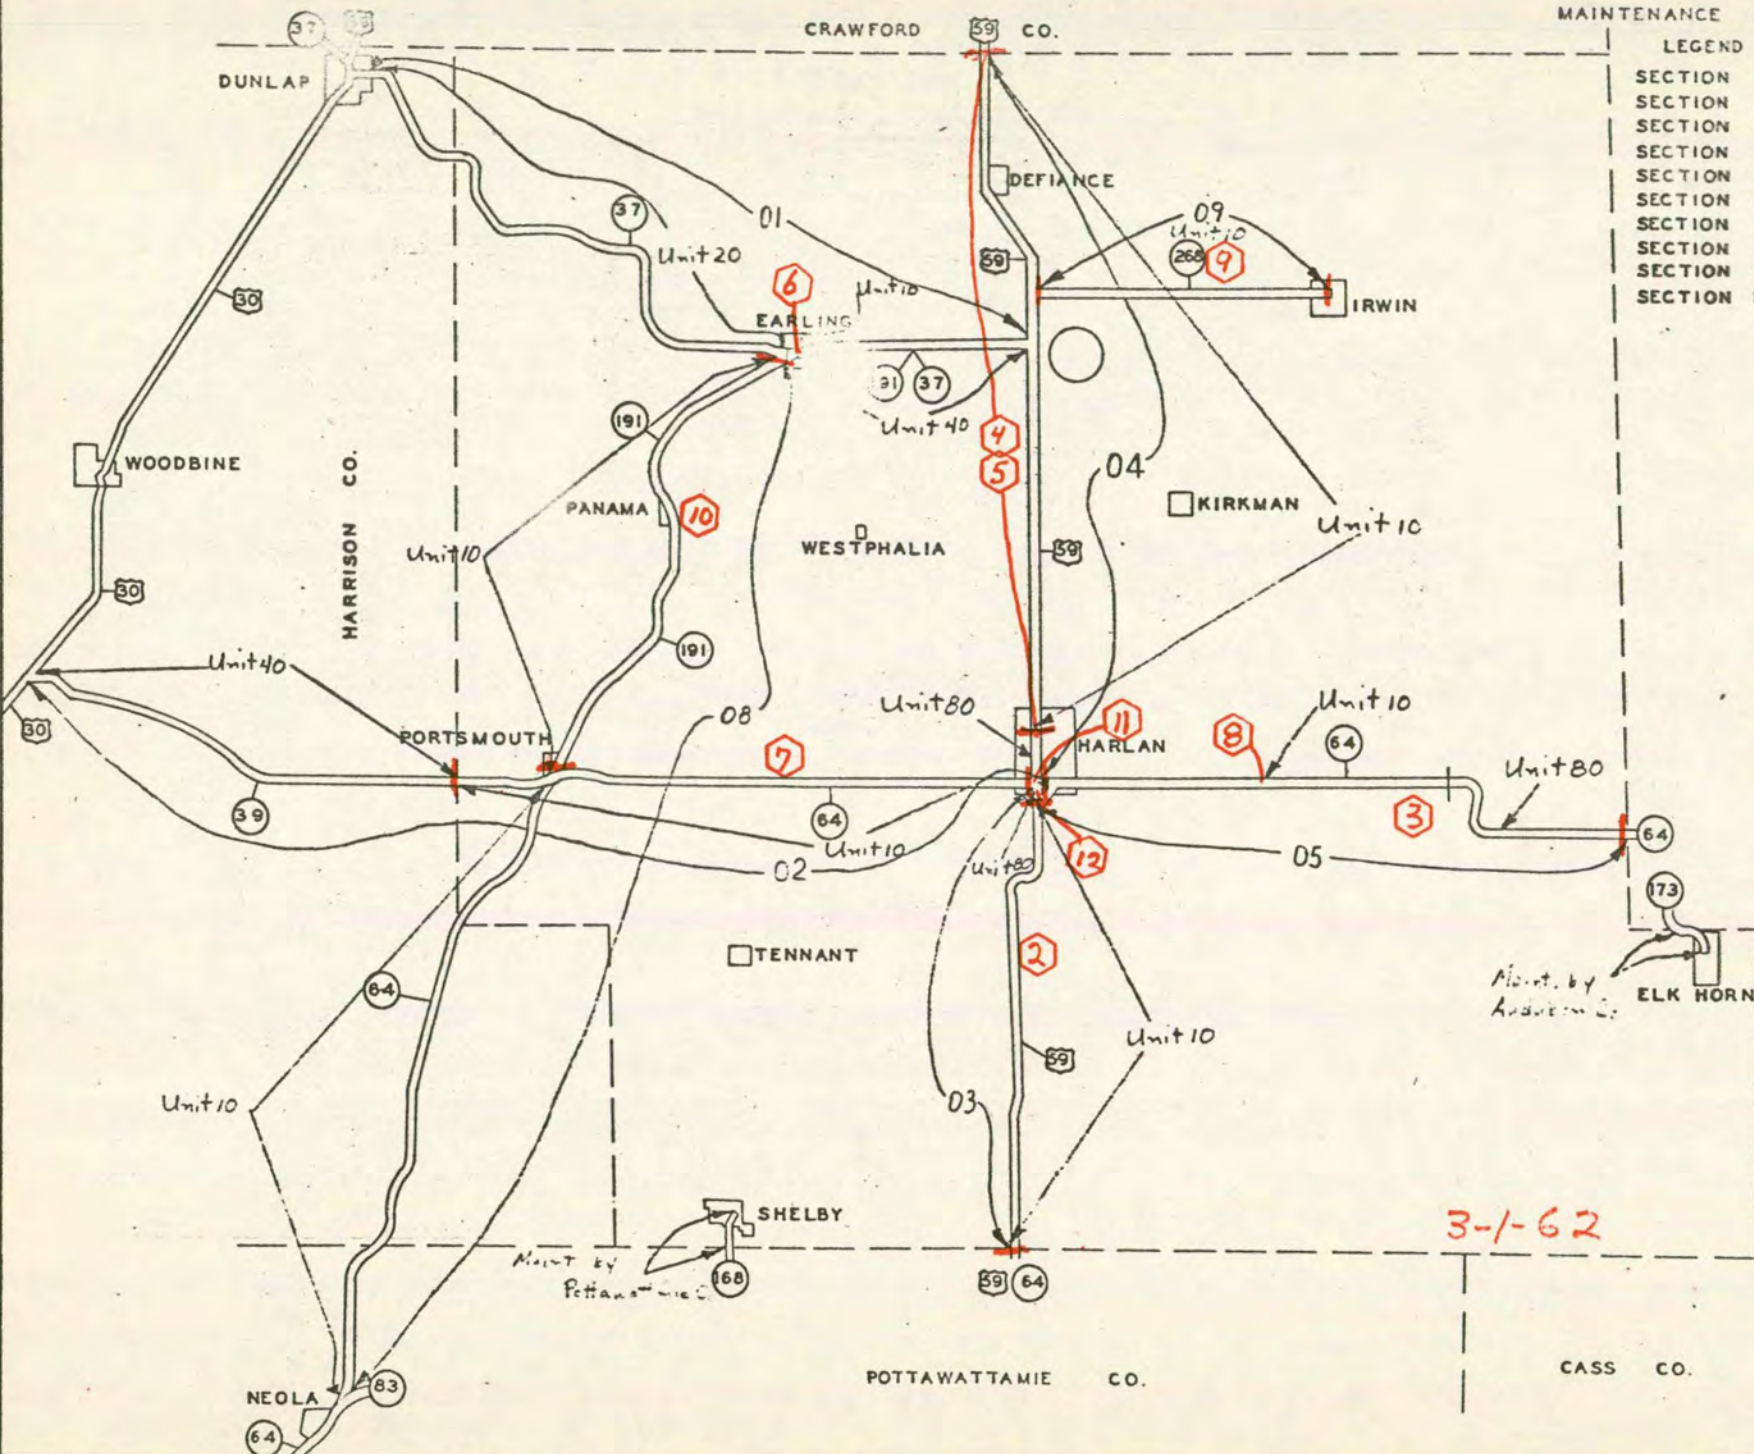 MAINTENANCE
LEGEND
SECTION
SECTION
SECTION
SECTION
SECTION
SECTION
SECTION
SECTION
SECTION
SECTION
37
CRAWFORD CO.
59
DUNLAP
DEFIANCE
01
09
Unit 10
268
9
37
Unit 20
59
30
6
Unit 10
EARLING
IRWIN
37
Unit 40
191
4
5
04
WOODBINE
HARRISON CO.
PANAMA
10
KIRKMAN
Unit 10
WESTPHALIA
59
Unit 10
30
191
Unit 40
08
Unit 80
11
Unit 10
30
PORTSMOUTH
7
HARLAN
8
64
Unit 80
39
64
3
64
Unit 10
12
02
Unit 80
05
173
TENNANT
2
64
Maint. by
ELK HORN
Unit 10
59
Unit 10
03
SHELBY
3-1-62
Maint by
168
59
64
POTTAWATTAMIE CO.
CASS CO.
NEOLA
83
64